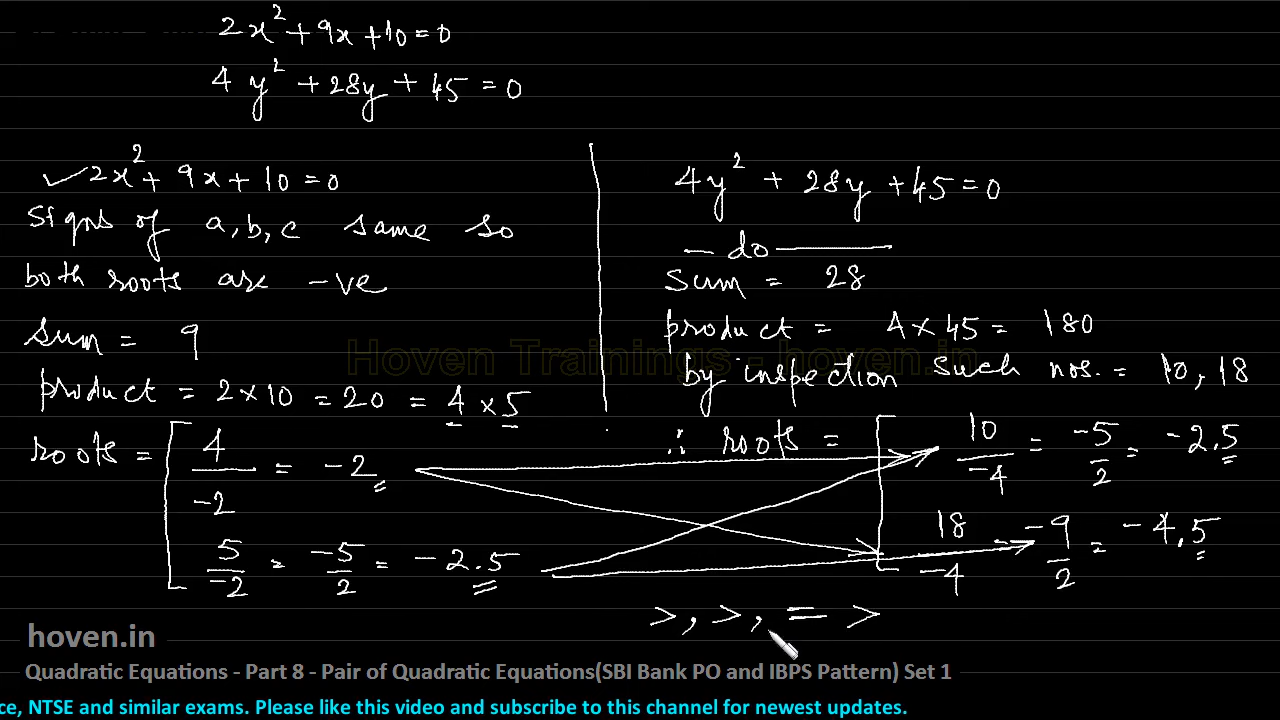 2x² + 9x + 10 = 0
4y² + 28y + 45 = 0
✓ 2x² + 9x + 10 = 0
Signs of a, b, c same so
both roots are -ve
sum = 9
product = 2 × 10 = 20 = 4 × 5
roots = [ 4/-2 = -2
5/-2 = -5/2 = -2.5
4y² + 28y + 45 = 0
— do ———
Sum = 28
product = 4 × 45 = 180
by inspection such nos. = 10, 18
∴ roots = [ 10/-4 = -5/2 = -2.5
18/-4 = -9/2 = -4.5
>, >, = >
Hoven Trainings - hoven.in
hoven.in
Quadratic Equations - Part 8 - Pair of Quadratic Equations(SBI Bank PO and IBPS Pattern) Set 1
ce, NTSE and similar exams. Please like this video and subscribe to this channel for newest updates.